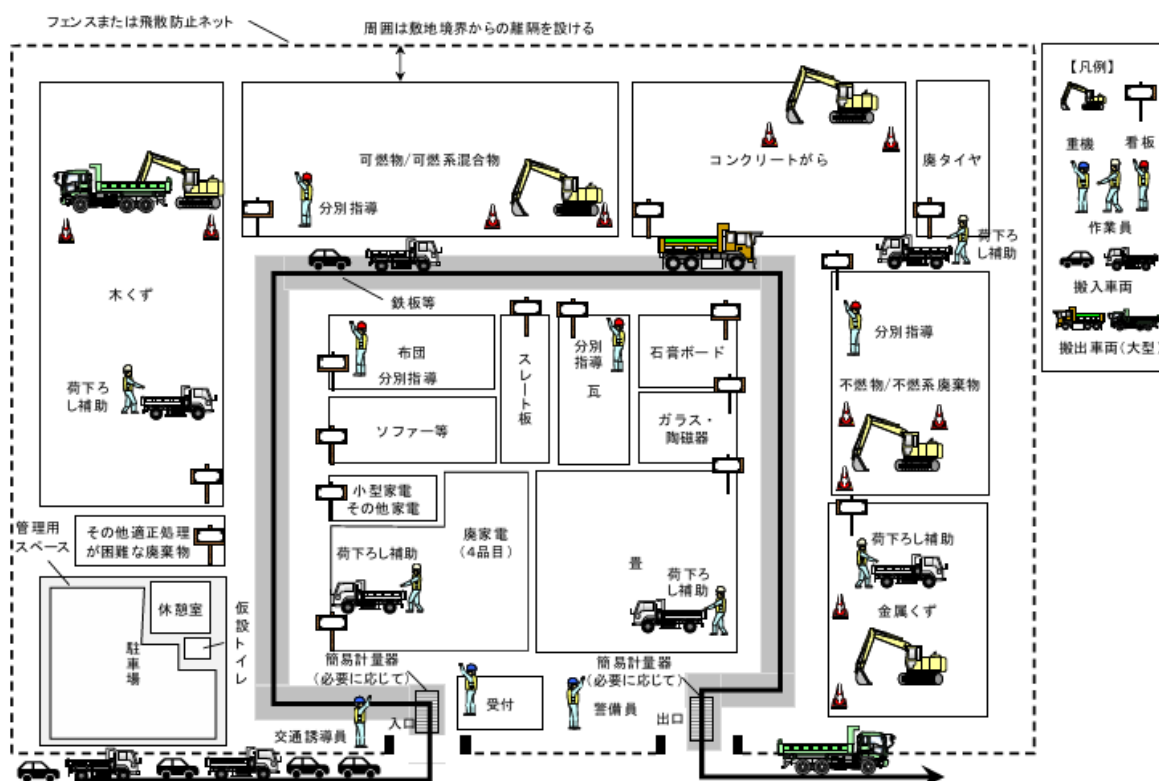 フェンスまたは飛散防止ネット
周囲は敷地境界からの離隔を設ける
【凡例】
重機
看板
作業員
搬入車両
搬出車両(大型)
可燃物/可燃系混合物
分別指導
コンクリートがら
廃タイヤ
荷下ろ
し補助
木くず
鉄板等
布団
分別指導
スレート板
分別
指導
瓦
石膏ボード
分別指導
不燃物/不燃系廃棄物
荷下ろ
し補助
ソファー等
ガラス・
陶磁器
小型家電
その他家電
廃家電
(4品目)
荷下ろし補助
畳
荷下ろ
し補助
荷下ろし補助
金属くず
管理用
スペース
その他適正処理
が困難な廃棄物
休憩室
仮設トイレ
駐車場
簡易計量器
(必要に応じて)
簡易計量器
(必要に応じて)
受付
警備員
入口
出口
交通誘導員